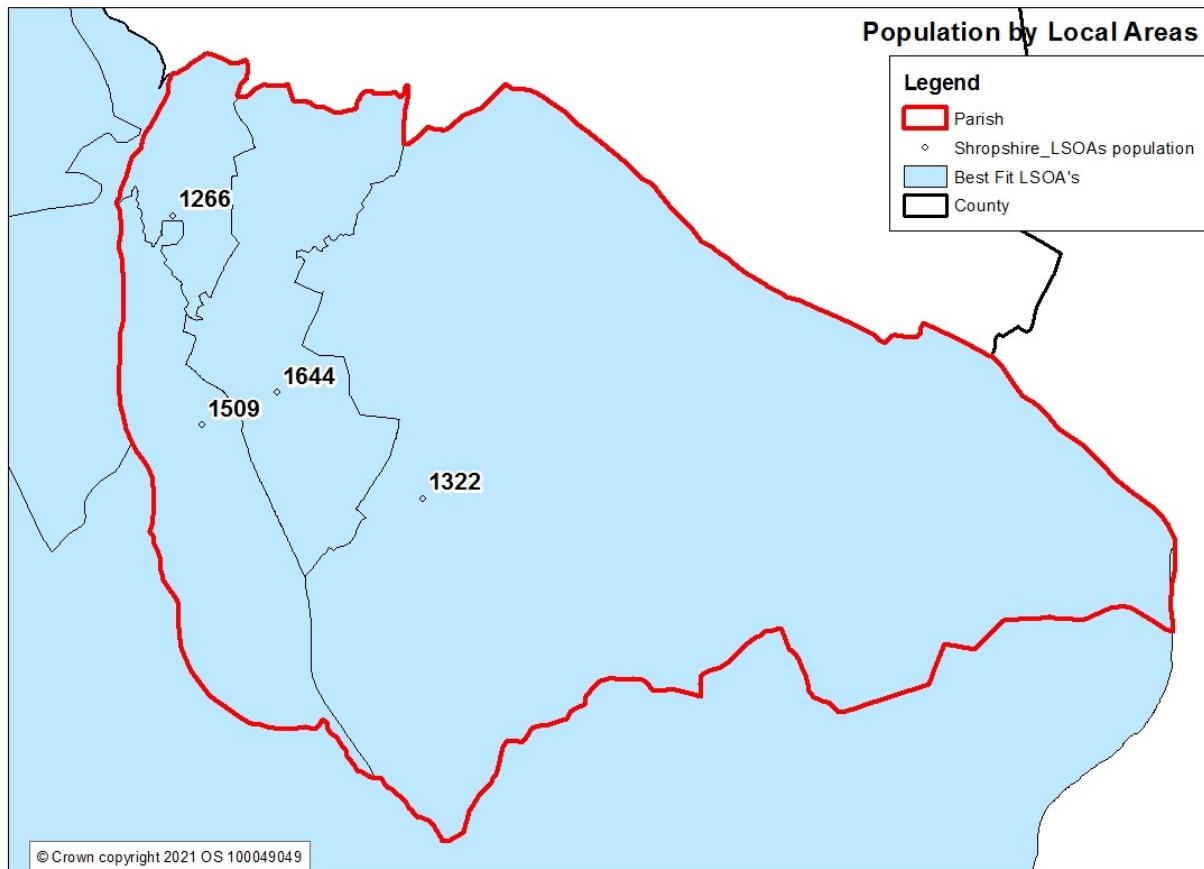 Population by Local Areas
Legend
Parish
Shropshire_LSOAs population
Best Fit LSOA's
County
1266
1644
1509
1322
© Crown copyright 2021 OS 100049049